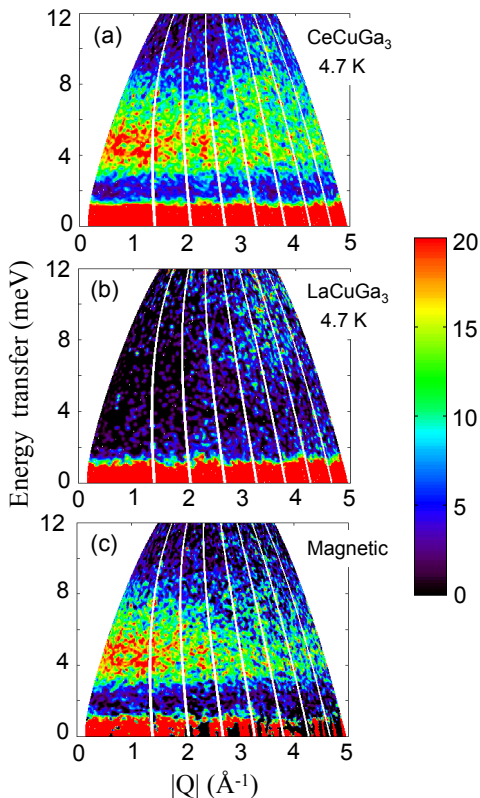 12
(a)
CeCuGa₃
4.7 K
8
4
0
0 1 2 3 4 5
12
(b)
LaCuGa₃
4.7 K
8
4
0
0 1 2 3 4 5
12
(c)
Magnetic
8
4
0
0 1 2 3 4 5
Energy transfer (meV)
|Q| (Å⁻¹)
20
15
10
5
0